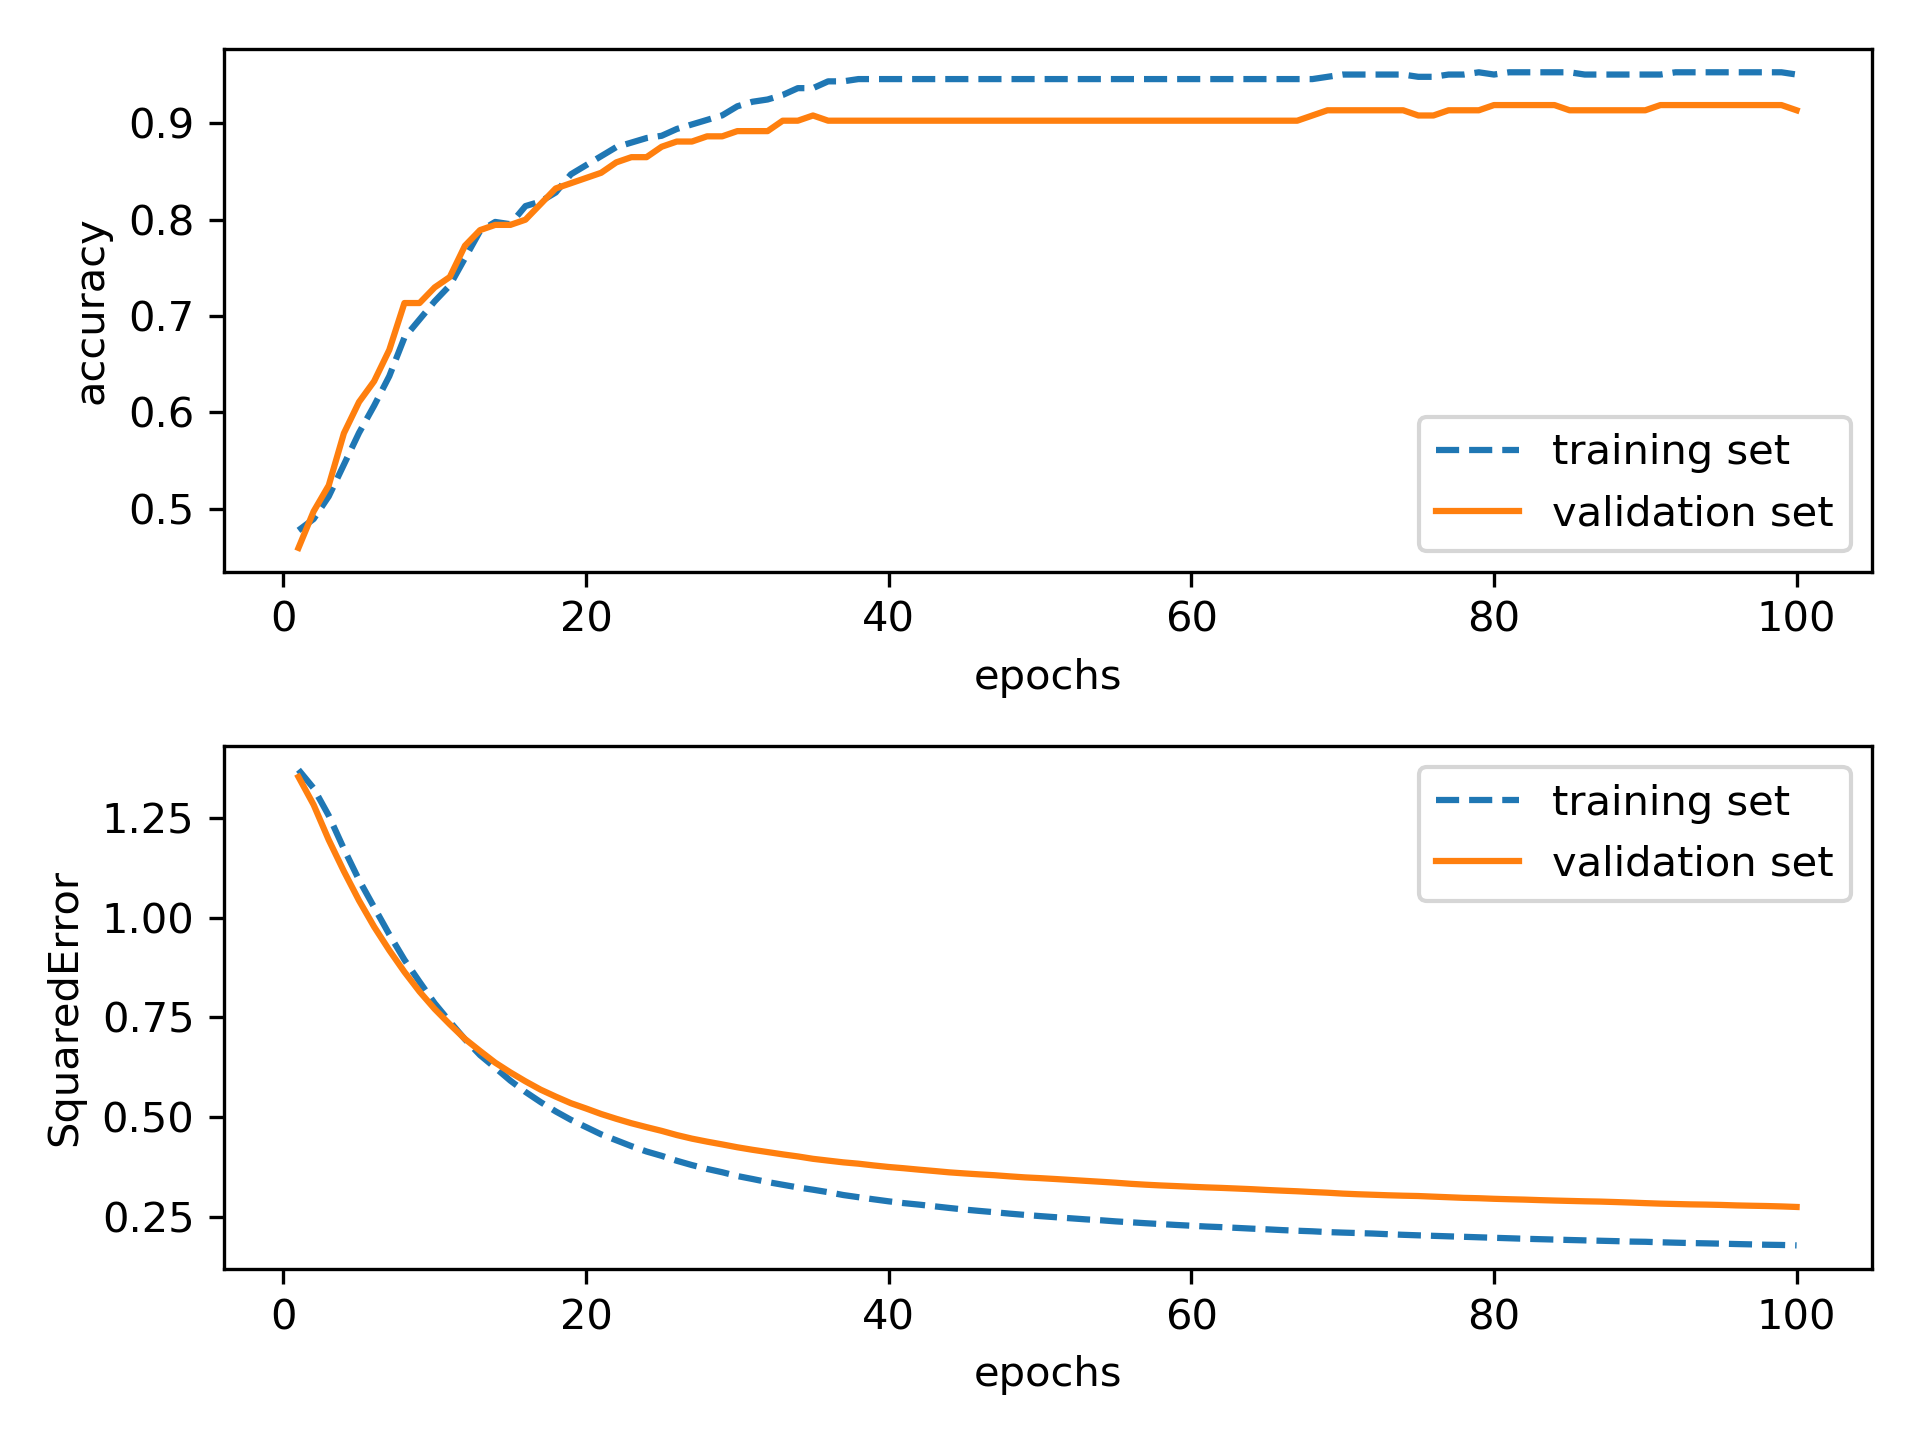 accuracy
0.9
0.8
0.7
0.6
0.5
training set
validation set
0 20 40 60 80 100
epochs
SquaredError
1.25
1.00
0.75
0.50
0.25
training set
validation set
0 20 40 60 80 100
epochs